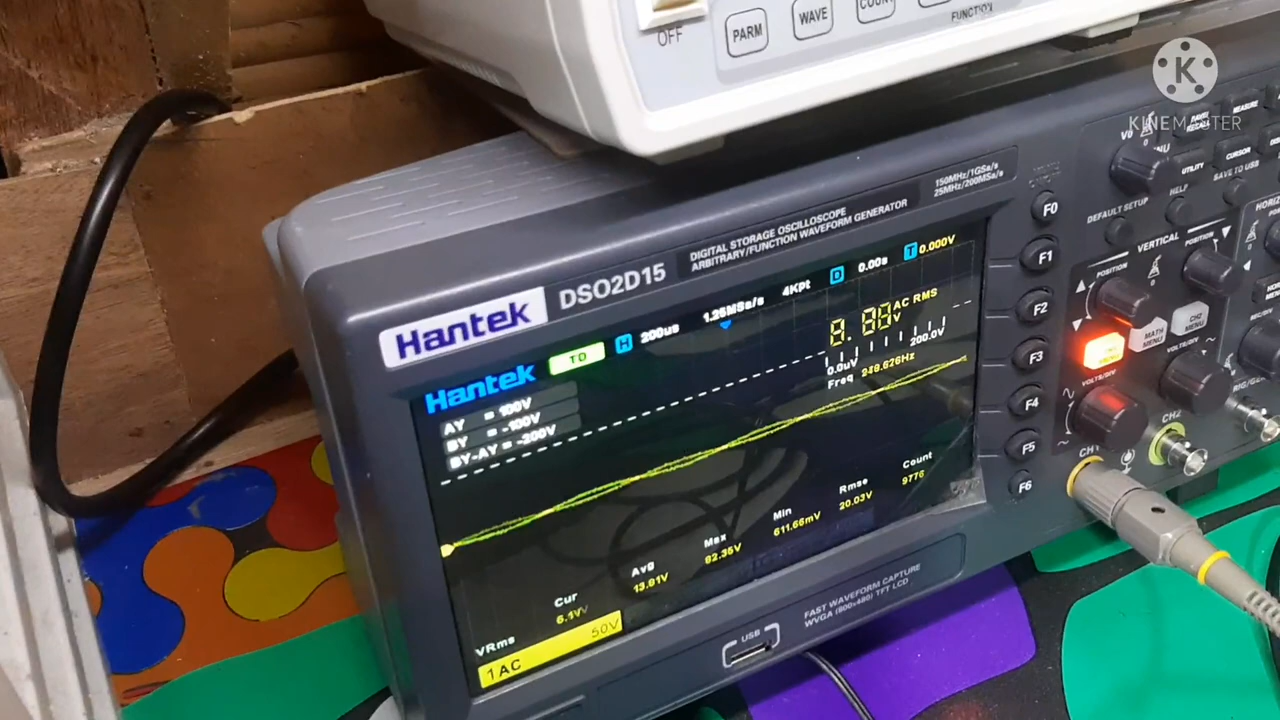 OFF
PARM
WAVE
COUNT
FUNCTION
KINEMASTER
Hantek
DSO2D15
DIGITAL STORAGE OSCILLOSCOPE
ARBITRARY/FUNCTION WAVEFORM GENERATOR
150MHz/1GSa/s
25MHz/200MSa/s
Hantek
TD
H 200us
1.25MSa/s
4Kpt
D 0.00s
T 0.000V
AY = 100V
BY = -100V
BY-AY = -200V
AC RMS
V
0.0uV
200.0V
Freq 249.626Hz
VRms
Cur
6.1V
Avg
13.91V
Max
82.35V
Min
611.66mV
Rmse
20.03V
Count
9776
1 AC
50V
USB
FAST WAVEFORM CAPTURE
WVGA (800x480) TFT LCD
F0
F1
F2
F3
F4
F5
F6
MEASURE
UTILITY
CURSOR
HELP
SAVE TO USB
DEFAULT SETUP
VERTICAL
POSITION
POSITION
MATH MENU
CH2 MENU
VOLTS/DIV
VOLTS/DIV
CH1
CH2